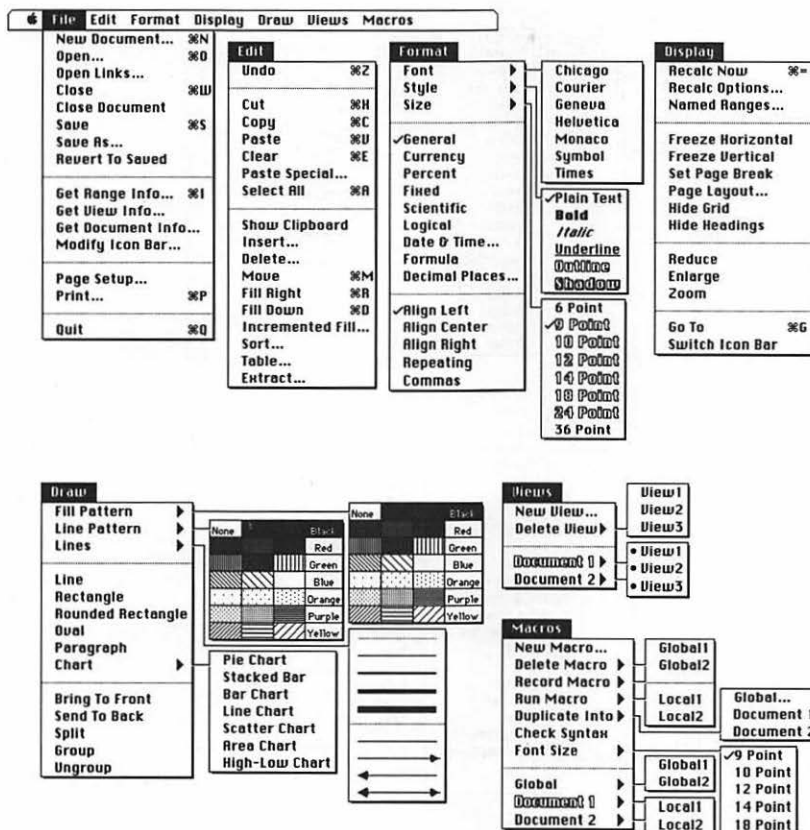 File Edit Format Display Draw Views Macros
New Document... ⌘N
Open... ⌘O
Open Links...
Close ⌘W
Close Document
Save ⌘S
Save As...
Revert To Saved
Get Range Info... ⌘I
Get View Info...
Get Document Info...
Modify Icon Bar...
Page Setup...
Print... ⌘P
Quit ⌘Q
Edit
Undo ⌘Z
Cut ⌘X
Copy ⌘C
Paste ⌘V
Clear ⌘E
Paste Special...
Select All ⌘A
Show Clipboard
Insert...
Delete...
Move ⌘M
Fill Right ⌘R
Fill Down ⌘D
Incremented Fill...
Sort...
Table...
Extract...
Format
Font
Style
Size
✓General
Currency
Percent
Fixed
Scientific
Logical
Date & Time...
Formula
Decimal Places...
✓Align Left
Align Center
Align Right
Repeating
Commas
Chicago
Courier
Geneva
Helvetica
Monaco
Symbol
Times
✓Plain Text
Bold
Italic
Underline
Outline
Shadow
6 Point
✓9 Point
10 Point
12 Point
14 Point
18 Point
24 Point
36 Point
Display
Recalc Now ⌘=
Recalc Options...
Named Ranges...
Freeze Horizontal
Freeze Vertical
Set Page Break
Page Layout...
Hide Grid
Hide Headings
Reduce
Enlarge
Zoom
Go To ⌘G
Switch Icon Bar
Draw
Fill Pattern
Line Pattern
Lines
Line
Rectangle
Rounded Rectangle
Oval
Paragraph
Chart
Bring To Front
Send To Back
Split
Group
Ungroup
None Black
Red
Green
Blue
Orange
Purple
Yellow
None Black
Red
Green
Blue
Orange
Purple
Yellow
Pie Chart
Stacked Bar
Bar Chart
Line Chart
Scatter Chart
Area Chart
High-Low Chart
Views
New View...
Delete View
Document 1
Document 2
View1
View2
View3
• View1
• View2
• View3
Macros
New Macro...
Delete Macro
Record Macro
Run Macro
Duplicate Into
Check Syntax
Font Size
Global
Document 1
Document 2
Global1
Global2
Local1
Local2
Global...
Document 1
Document 2
✓9 Point
10 Point
12 Point
14 Point
18 Point
Global1
Global2
Local1
Local2